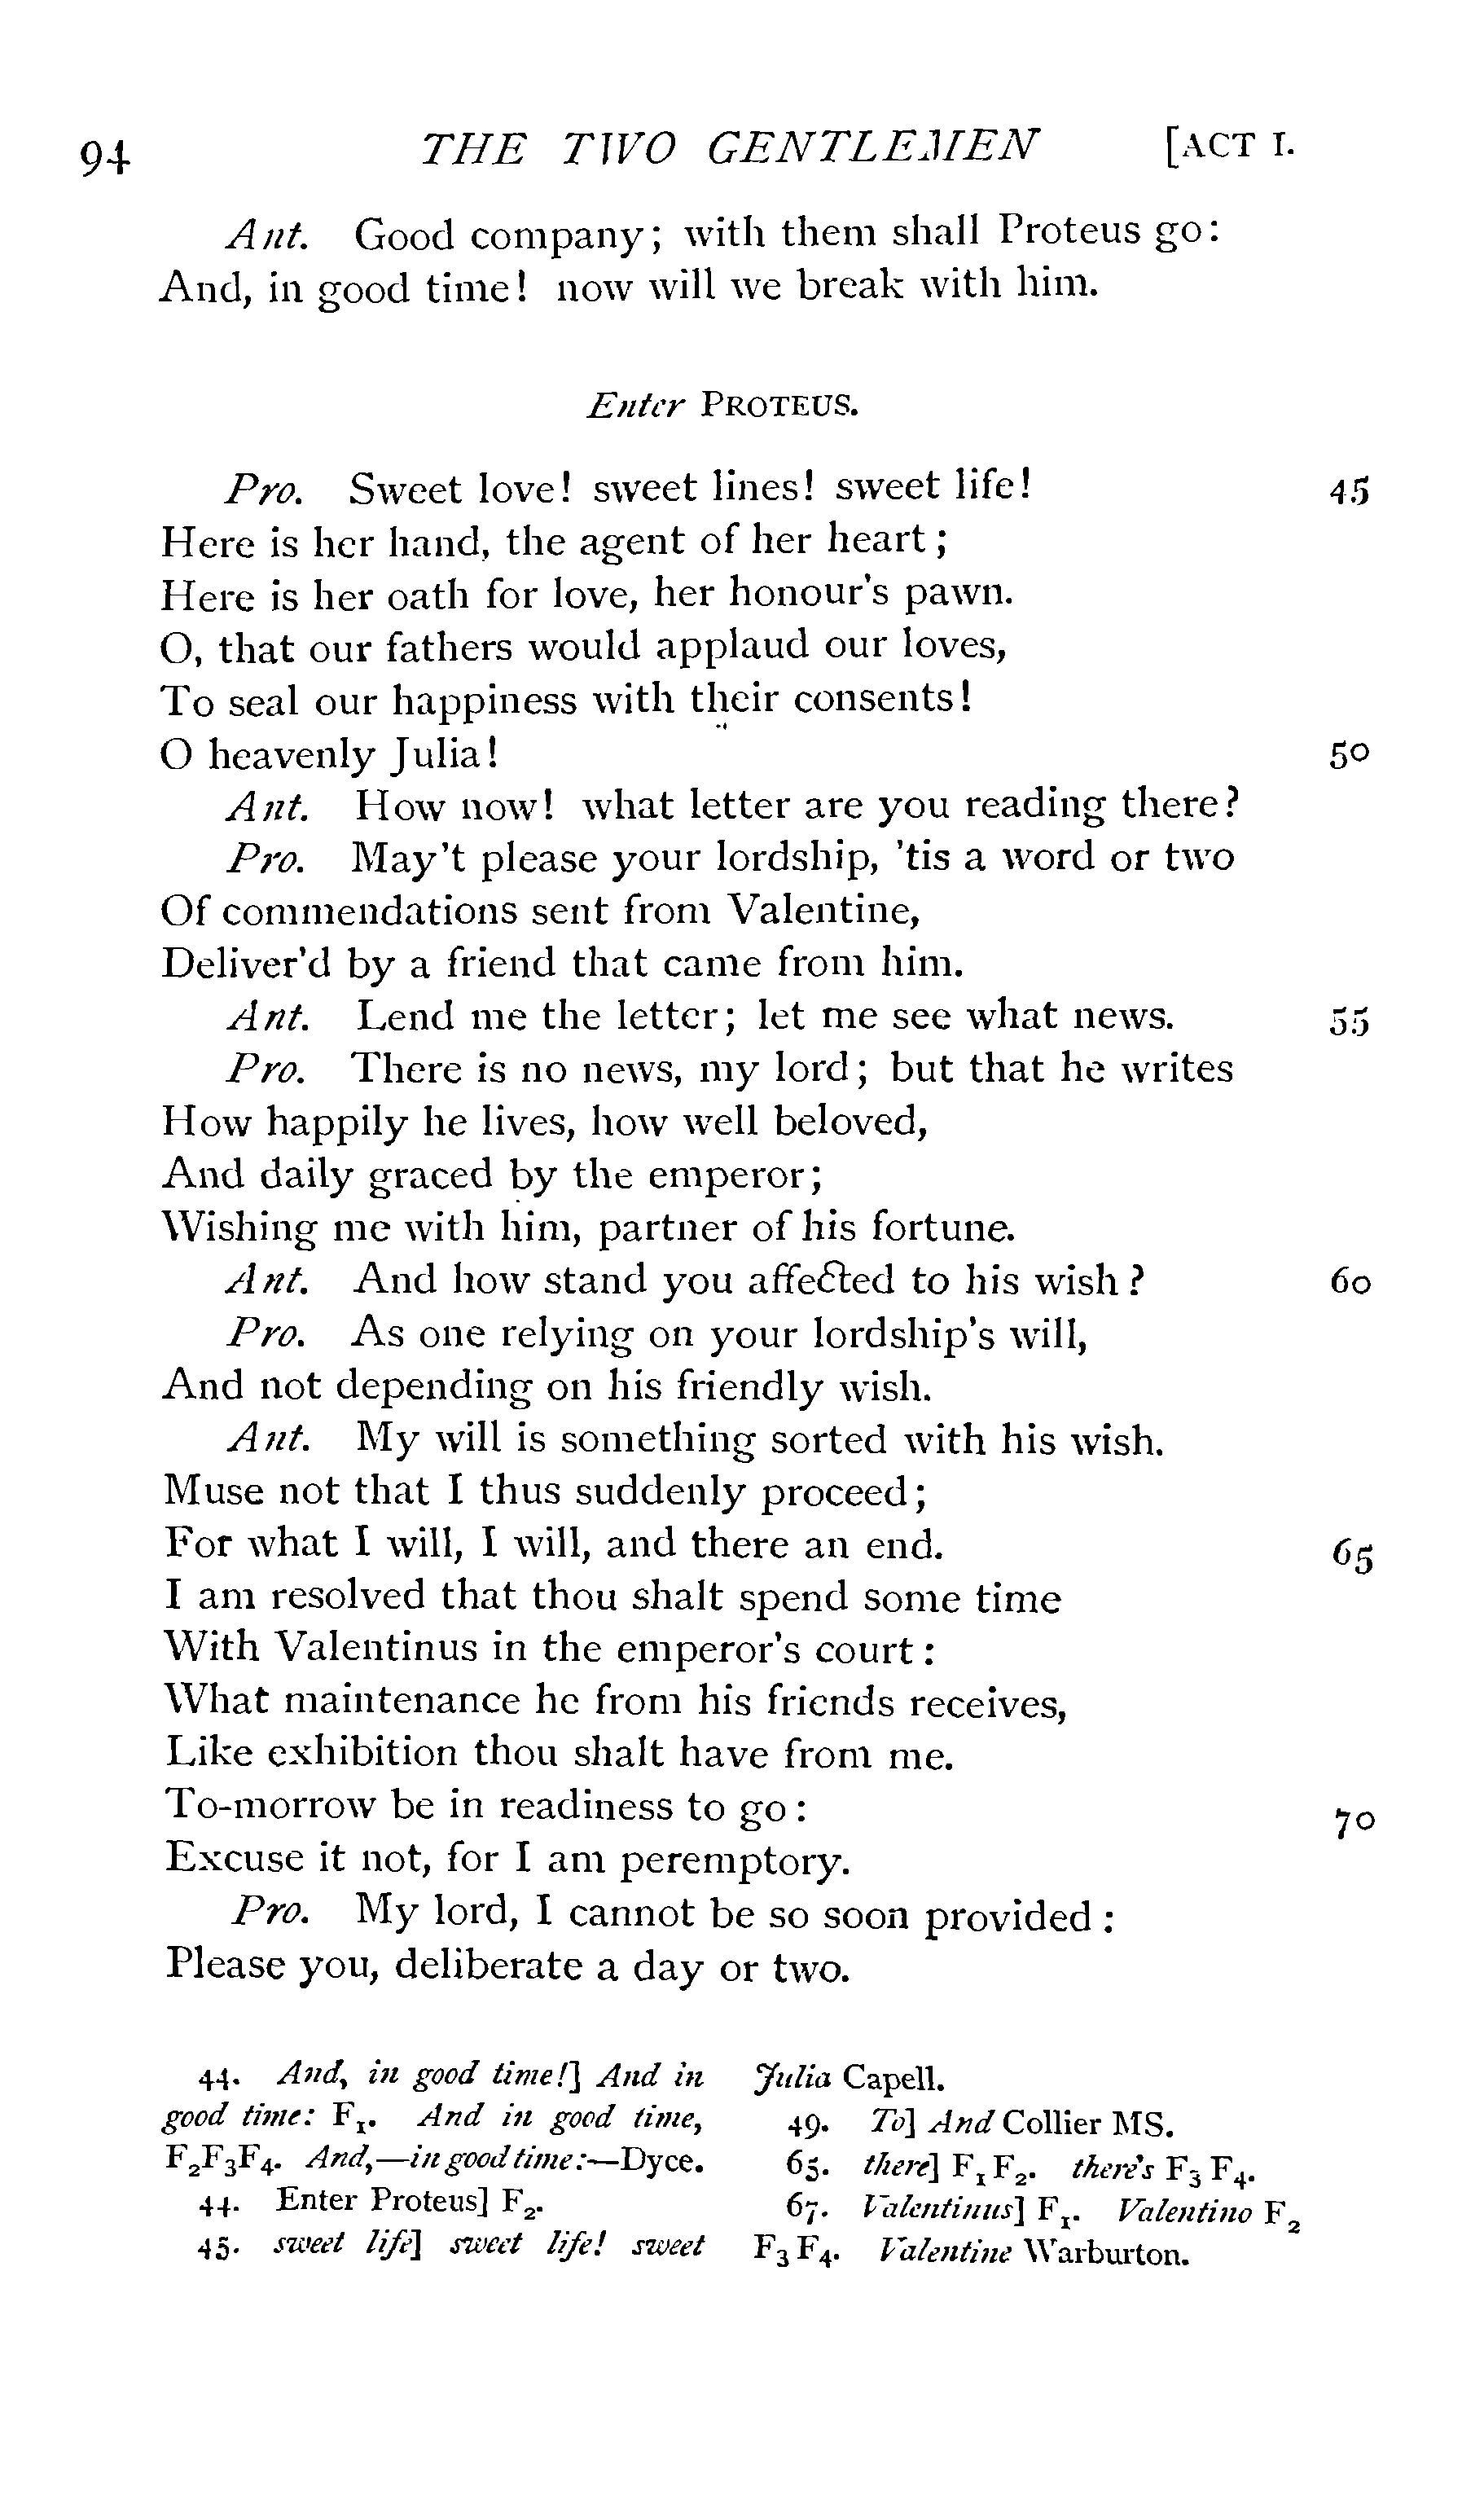 94 THE TWO GENTLEMEN [ACT I.
Ant. Good company; with them shall Proteus go:
And, in good time! now will we break with him.
Enter PROTEUS.
Pro. Sweet love! sweet lines! sweet life! 45
Here is her hand, the agent of her heart;
Here is her oath for love, her honour's pawn.
O, that our fathers would applaud our loves,
To seal our happiness with their consents!
O heavenly Julia! 50
Ant. How now! what letter are you reading there?
Pro. May't please your lordship, 'tis a word or two
Of commendations sent from Valentine,
Deliver'd by a friend that came from him.
Ant. Lend me the letter; let me see what news. 55
Pro. There is no news, my lord; but that he writes
How happily he lives, how well beloved,
And daily graced by the emperor;
Wishing me with him, partner of his fortune.
Ant. And how stand you affected to his wish? 60
Pro. As one relying on your lordship's will,
And not depending on his friendly wish.
Ant. My will is something sorted with his wish.
Muse not that I thus suddenly proceed;
For what I will, I will, and there an end. 65
I am resolved that thou shalt spend some time
With Valentinus in the emperor's court:
What maintenance he from his friends receives,
Like exhibition thou shalt have from me.
To-morrow be in readiness to go: 70
Excuse it not, for I am peremptory.
Pro. My lord, I cannot be so soon provided:
Please you, deliberate a day or two.
44. And, in good time!] And in
good time: F1. And in good time,
F2F3F4. And,—in good time:—Dyce.
44. Enter Proteus] F2.
45. sweet life] sweet life! sweet
Julia Capell.
49. To] And Collier MS.
65. there] F1 F2. there's F3 F4.
67. Valentinus] F1. Valentino F2
F3 F4. Valentine Warburton.